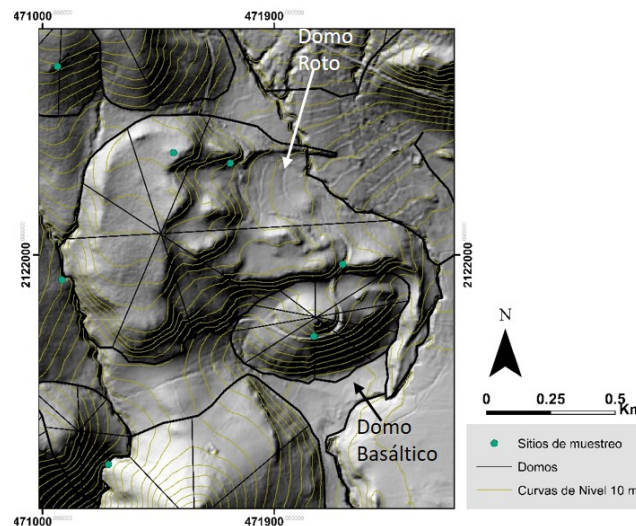 471000
471900
Domo
Roto
2122000
2122000
N
0 0.25 0.5
Km
Domo
Basáltico
Sitios de muestreo
Domos
Curvas de Nivel 10 m
471000
471900